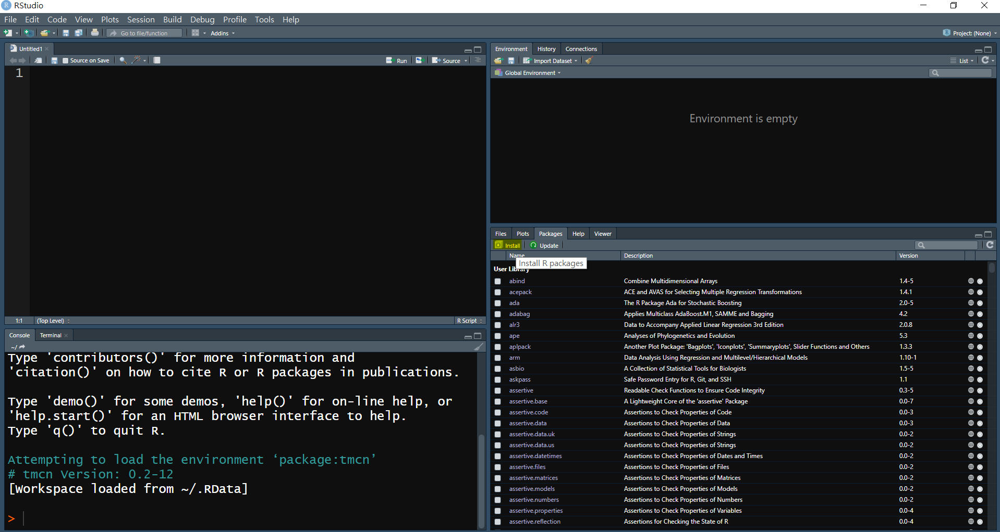 RStudio
File Edit Code View Plots Session Build Debug Profile Tools Help
Go to file/function Addins Project: (None)
Untitled1
Source on Save Run Source
1
1:1 (Top Level) R Script
Console Terminal
~/
Type 'contributors()' for more information and
'citation()' on how to cite R or R packages in publications.
Type 'demo()' for some demos, 'help()' for on-line help, or
'help.start()' for an HTML browser interface to help.
Type 'q()' to quit R.
Attempting to load the environment ‘package:tmcn’
# tmcn Version: 0.2-12
[Workspace loaded from ~/.RData]
>
Environment History Connections
Import Dataset List
Global Environment
Environment is empty
Files Plots Packages Help Viewer
Install Update
Name Description Version
Install R packages
User Library
abind Combine Multidimensional Arrays 1.4-5
acepack ACE and AVAS for Selecting Multiple Regression Transformations 1.4.1
ada The R Package Ada for Stochastic Boosting 2.0-5
adabag Applies Multiclass AdaBoost.M1, SAMME and Bagging 4.2
alr3 Data to Accompany Applied Linear Regression 3rd Edition 2.0.8
ape Analyses of Phylogenetics and Evolution 5.3
aplpack Another Plot Package: 'Bagplots', 'Iconplots', 'Summaryplots', Slider Functions and Others 1.3.3
arm Data Analysis Using Regression and Multilevel/Hierarchical Models 1.10-1
asbio A Collection of Statistical Tools for Biologists 1.5-5
askpass Safe Password Entry for R, Git, and SSH 1.1
assertive Readable Check Functions to Ensure Code Integrity 0.3-5
assertive.base A Lightweight Core of the 'assertive' Package 0.0-7
assertive.code Assertions to Check Properties of Code 0.0-3
assertive.data Assertions to Check Properties of Data 0.0-3
assertive.data.uk Assertions to Check Properties of Strings 0.0-2
assertive.data.us Assertions to Check Properties of Strings 0.0-2
assertive.datetimes Assertions to Check Properties of Dates and Times 0.0-2
assertive.files Assertions to Check Properties of Files 0.0-2
assertive.matrices Assertions to Check Properties of Matrices 0.0-2
assertive.models Assertions to Check Properties of Models 0.0-2
assertive.numbers Assertions to Check Properties of Numbers 0.0-2
assertive.properties Assertions to Check Properties of Variables 0.0-4
assertive.reflection Assertions for Checking the State of R 0.0-4